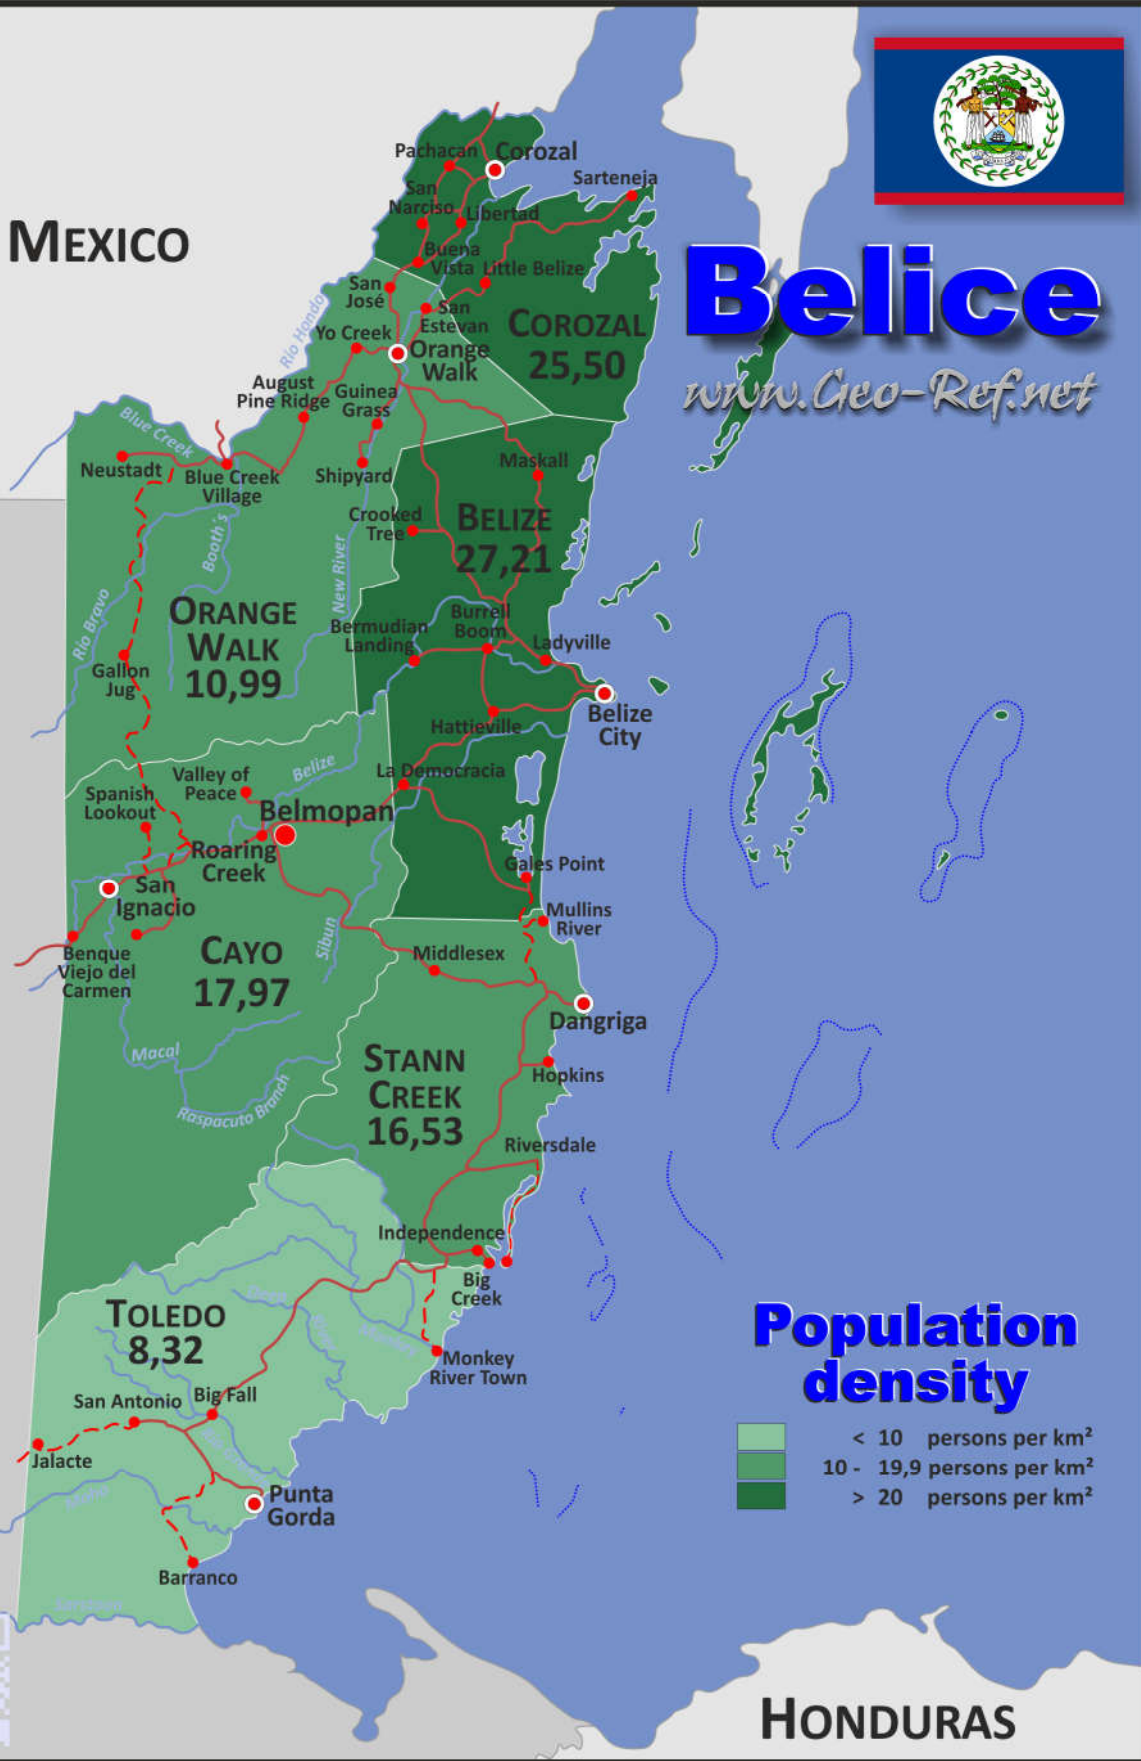 Pachacan
Corozal
Sarteneja
San
Narciso
Libertad
MEXICO
Buena
Vista
Little Belize
Belice
San
José
Río Hondo
San
Estevan
COROZAL
25,50
Yo Creek
Orange
Walk
www.Geo-Ref.net
August
Pine Ridge
Guinea
Grass
Blue Creek
Neustadt
Blue Creek
Village
Shipyard
Maskall
Crooked
Tree
BELIZE
27,21
Booth's
New River
Rio Bravo
ORANGE
WALK
10,99
Bermudian
Landing
Burrell
Boom
Ladyville
Gallon
Jug
Belize
City
Hattieville
Valley of
Peace
Belize
La Democracia
Spanish
Lookout
Belmopan
Roaring
Creek
Gales Point
San
Ignacio
Mullins
River
Sibun
Benque
Viejo del
Carmen
CAYO
17,97
Middlesex
Dangriga
Macal
STANN
CREEK
16,53
Hopkins
Raspacuto Branch
Riversdale
Independence
Big
Creek
TOLEDO
8,32
Monkey
River Town
Population
density
San Antonio
Big Fall
< 10 persons per km²
10 - 19,9 persons per km²
> 20 persons per km²
Jalacte
Punta
Gorda
Barranco
HONDURAS